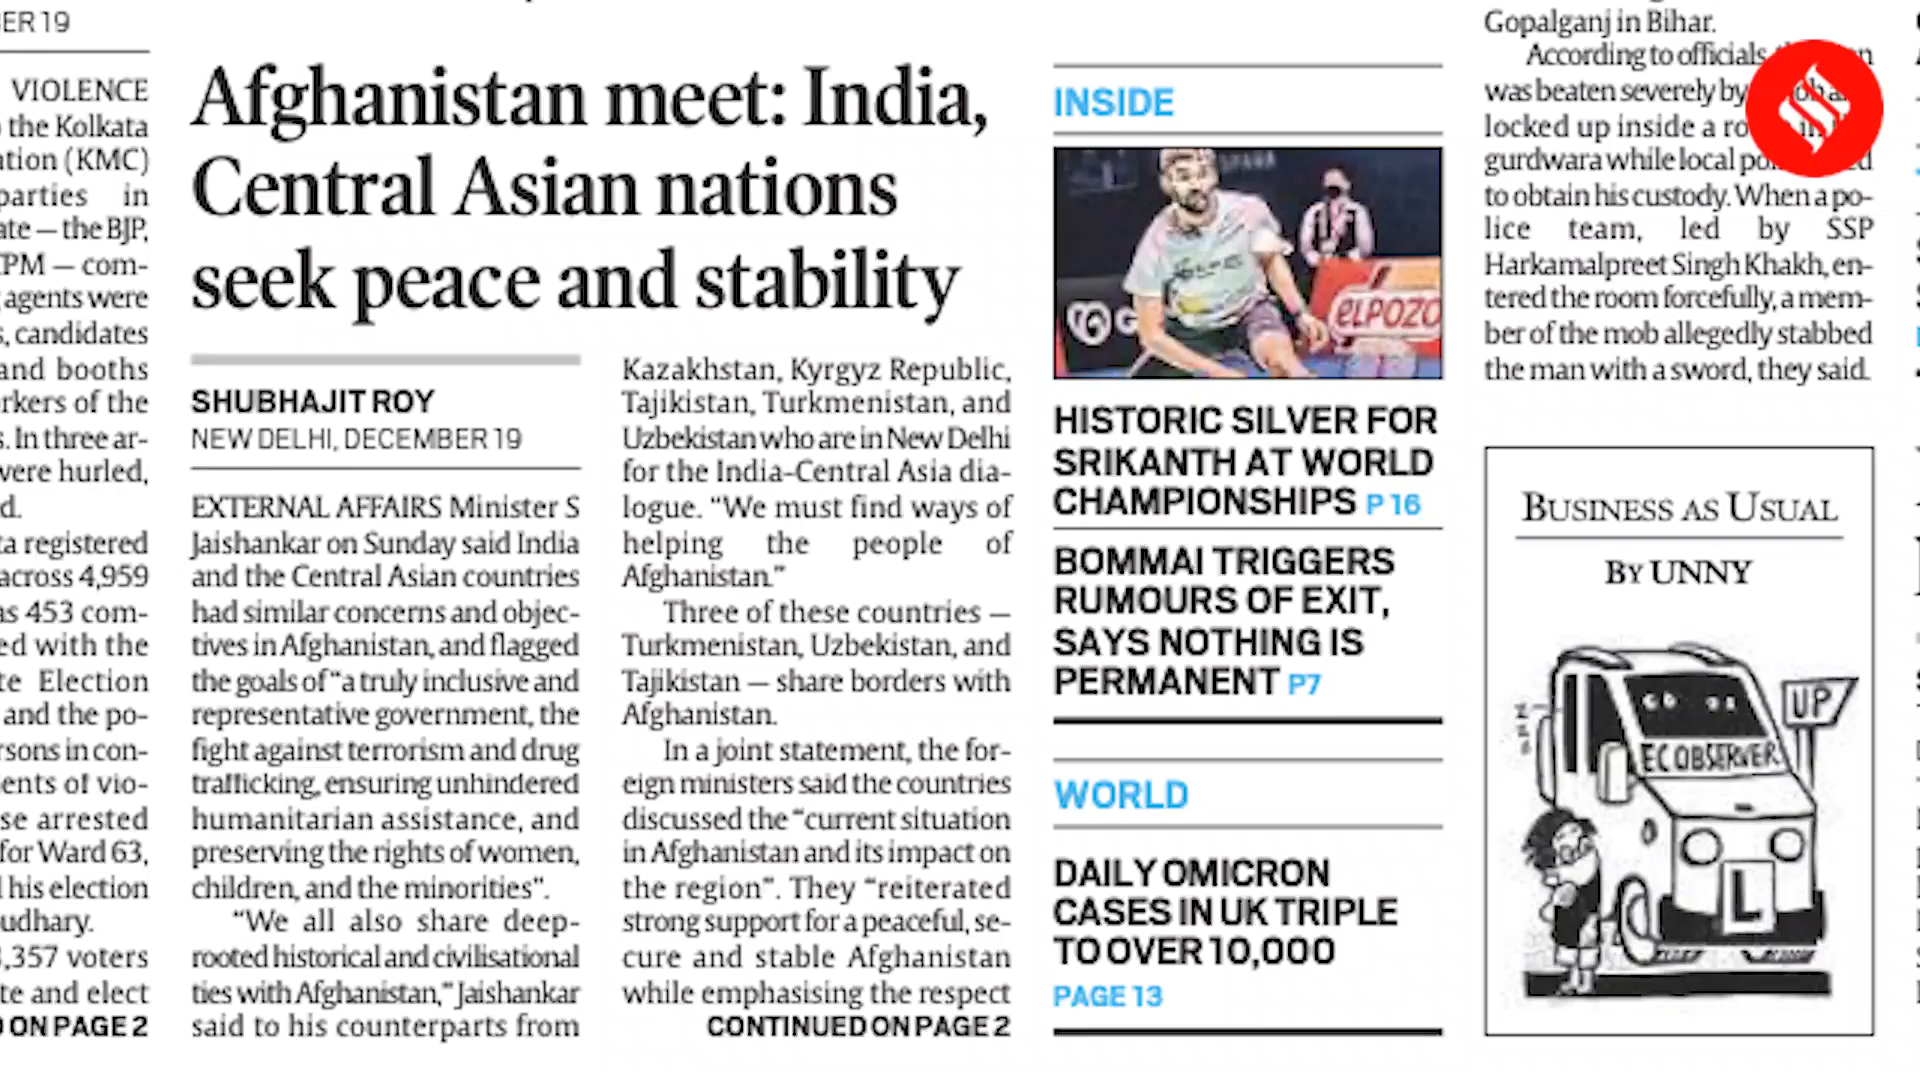 ER 19
VIOLENCE
the Kolkata
ation (KMC)
parties in
ate – the BJP,
PM – com-
agents were
s, candidates
and booths
rkers of the
s. In three ar-
were hurled,
d.
ta registered
across 4,959
as 453 com-
ed with the
te Election
and the po-
rsons in con-
ents of vio-
se arrested
for Ward 63,
his election
udhary.
,357 voters
te and elect
ON PAGE 2
Afghanistan meet: India,
Central Asian nations
seek peace and stability
SHUBHAJIT ROY
NEW DELHI, DECEMBER 19
EXTERNAL AFFAIRS Minister S
Jaishankar on Sunday said India
and the Central Asian countries
had similar concerns and objec-
tives in Afghanistan, and flagged
the goals of "a truly inclusive and
representative government, the
fight against terrorism and drug
trafficking, ensuring unhindered
humanitarian assistance, and
preserving the rights of women,
children, and the minorities".
"We all also share deep-
rooted historical and civilisational
ties with Afghanistan," Jaishankar
said to his counterparts from
Kazakhstan, Kyrgyz Republic,
Tajikistan, Turkmenistan, and
Uzbekistan who are in New Delhi
for the India-Central Asia dia-
logue. "We must find ways of
helping the people of
Afghanistan."
Three of these countries –
Turkmenistan, Uzbekistan, and
Tajikistan – share borders with
Afghanistan.
In a joint statement, the for-
eign ministers said the countries
discussed the "current situation
in Afghanistan and its impact on
the region". They "reiterated
strong support for a peaceful, se-
cure and stable Afghanistan
while emphasising the respect
CONTINUED ON PAGE 2
INSIDE
ELPOZO
HISTORIC SILVER FOR
SRIKANTH AT WORLD
CHAMPIONSHIPS P 16
BOMMAI TRIGGERS
RUMOURS OF EXIT,
SAYS NOTHING IS
PERMANENT P7
WORLD
DAILY OMICRON
CASES IN UK TRIPLE
TO OVER 10,000
PAGE 13
Gopalganj in Bihar.
According to officials,
was beaten severely by
locked up inside a
gurdwara while local
to obtain his custody. When a po-
lice team, led by SSP
Harkamalpreet Singh Khakh, en-
tered the room forcefully, a mem-
ber of the mob allegedly stabbed
the man with a sword, they said.
BUSINESS AS USUAL
BY UNNY
UP
EC OBSERVER
L